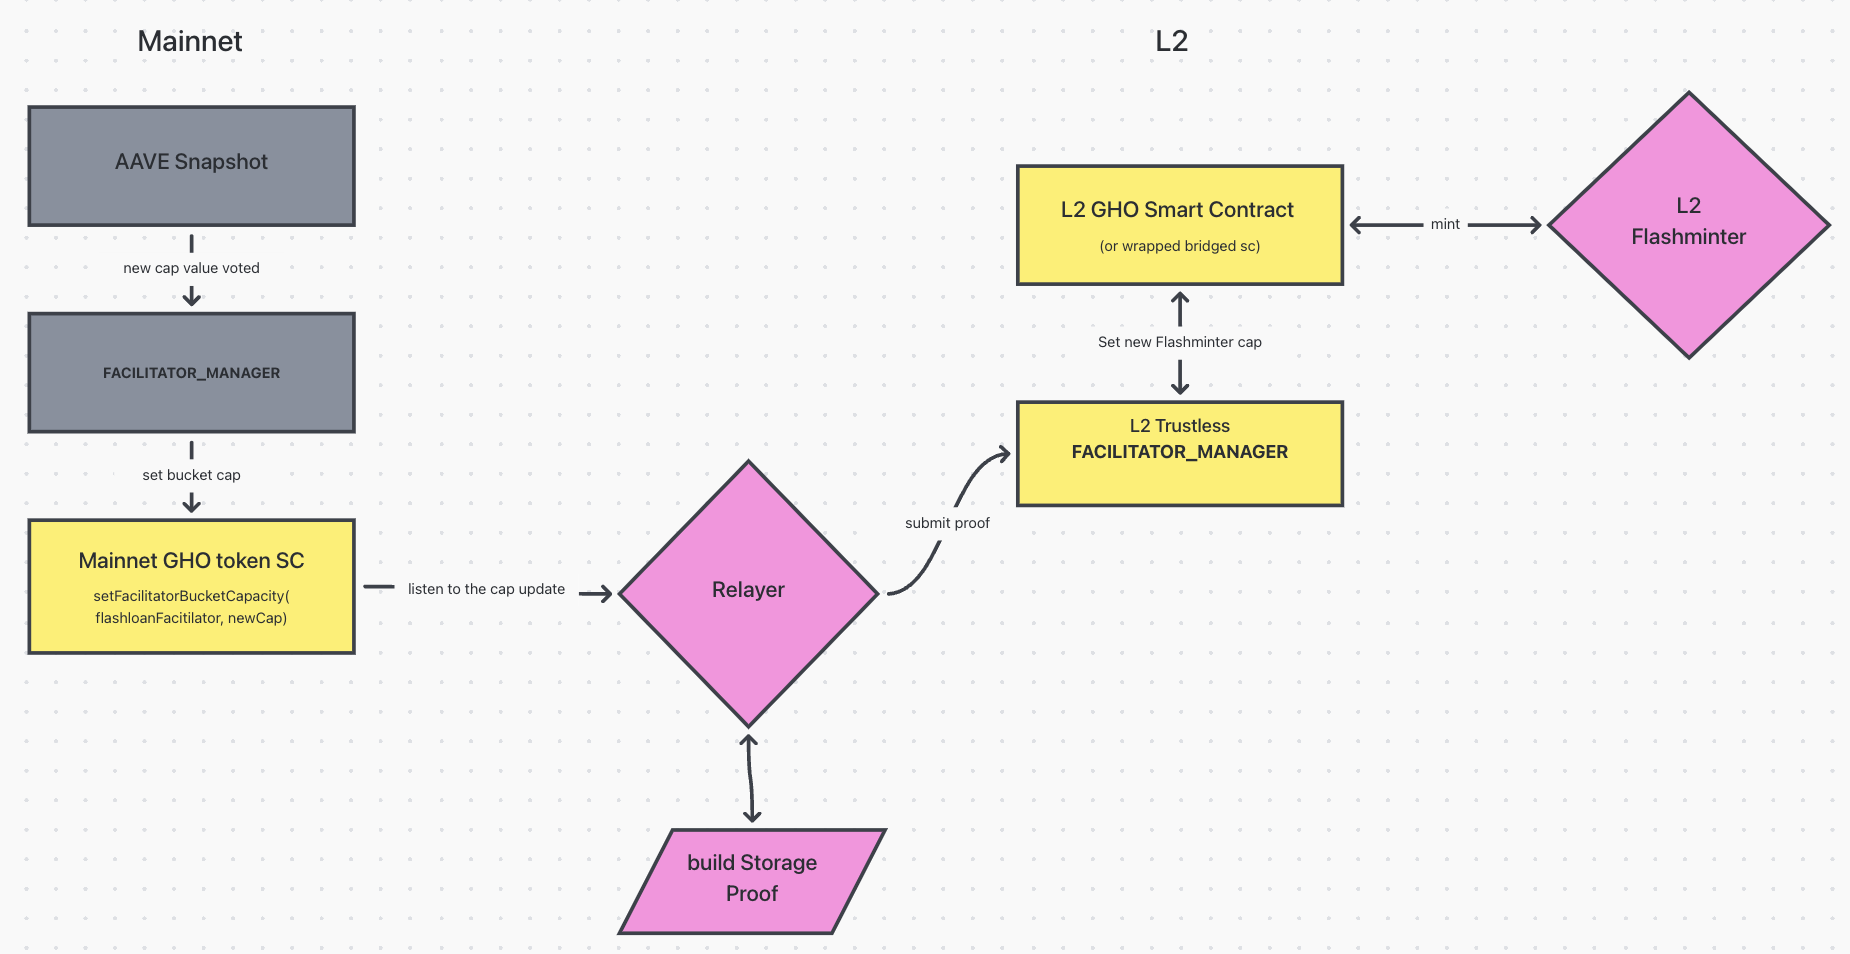 Mainnet
L2
AAVE Snapshot
new cap value voted
FACILITATOR_MANAGER
set bucket cap
Mainnet GHO token SC
setFacilitatorBucketCapacity(
flashloanFacitilator, newCap)
listen to the cap update
Relayer
build Storage
Proof
submit proof
L2 Trustless
FACILITATOR_MANAGER
Set new Flashminter cap
L2 GHO Smart Contract
(or wrapped bridged sc)
mint
L2
Flashminter